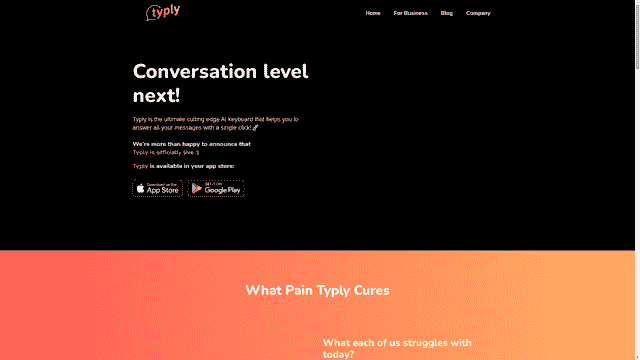 typly
Home For Business Blog Company
Conversation level
next!
Typly is the ultimate cutting edge AI keyboard that helps you to
answer all your messages with a single click!
We're more than happy to announce that
Typly is officially live
Typly is available in your app store:
Download on the
App Store
GET IT ON
Google Play
What Pain Typly Cures
What each of us struggles with
today?